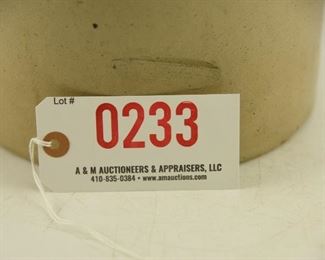 Lot #
0233
A & M AUCTIONEERS & APPRAISERS, LLC
410-835-0384 • www.amauctions.com